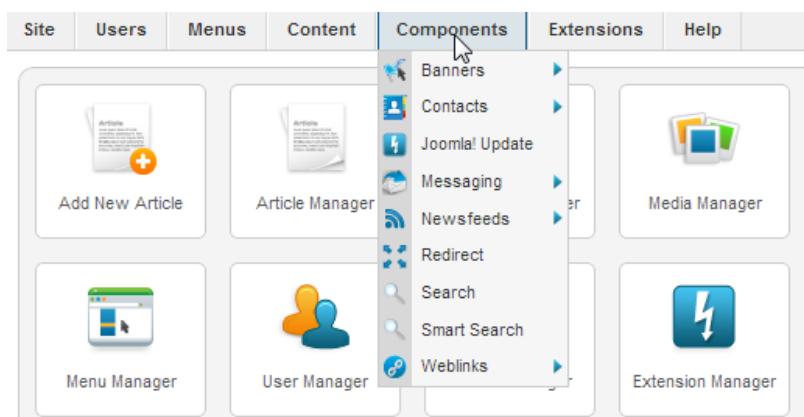 Site Users Menus Content Components Extensions Help
Banners
Contacts
Joomla! Update
Messaging
Newsfeeds
Redirect
Search
Smart Search
Weblinks
Article
Add New Article
Article
Article Manager
Media Manager
Menu Manager
User Manager
Extension Manager